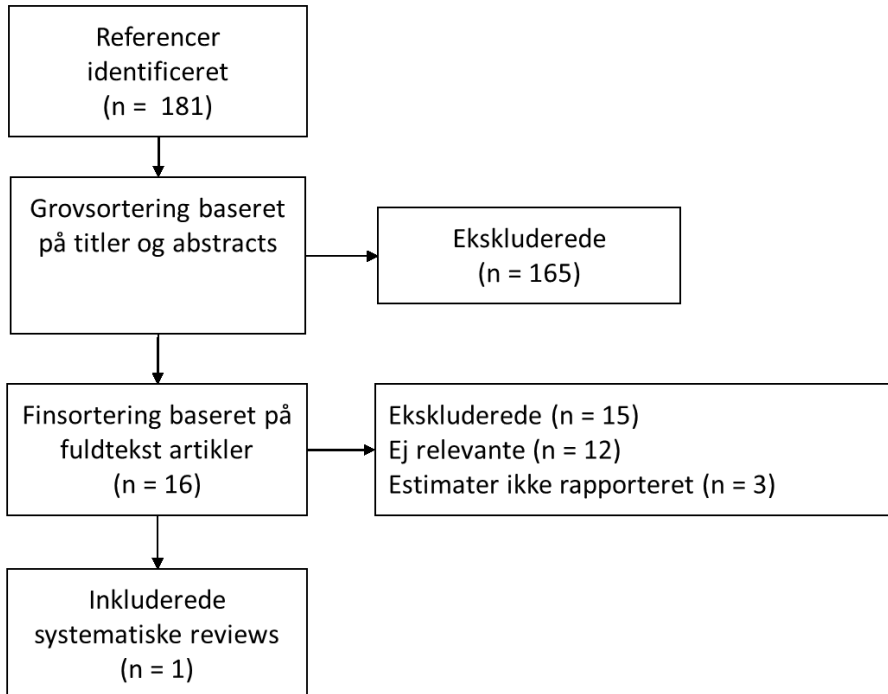 Referencer
identificeret
(n =  181)
Grovsortering baseret
på titler og abstracts
Ekskluderede
(n = 165)
Finsortering baseret på
fuldtekst artikler
(n = 16)
Ekskluderede (n = 15)
Ej relevante (n = 12)
Estimater ikke rapporteret (n = 3)
Inkluderede
systematiske reviews
(n = 1)